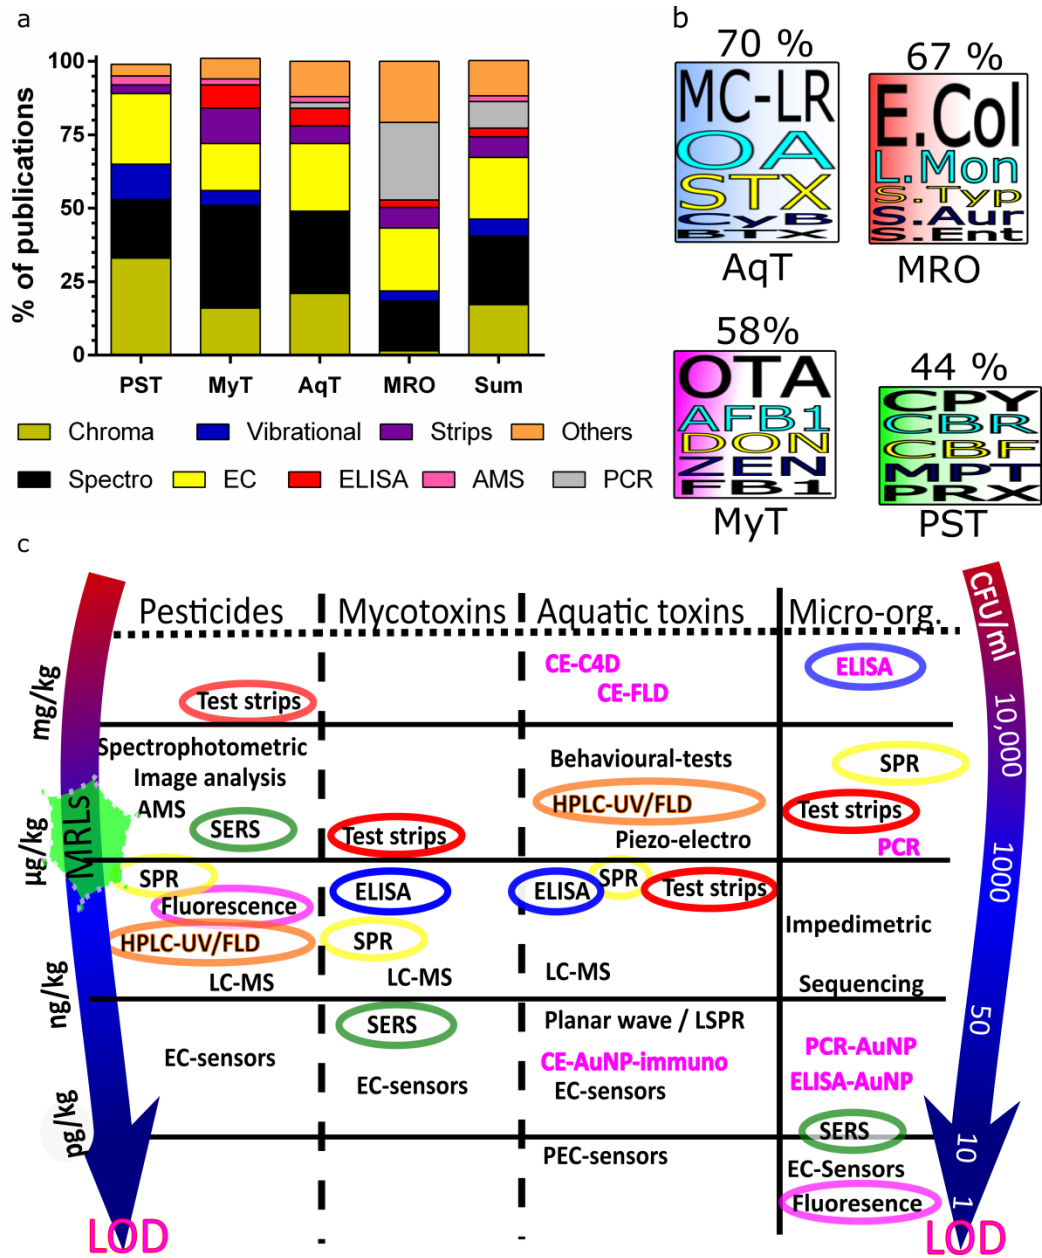 a
% of publications
100
75
50
25
0
PST MyT AqT MRO Sum
Chroma Vibrational Strips Others
Spectro EC ELISA AMS PCR
b
70 %
MC-LR
OA
STX
CyB
BTX
AqT
67 %
E.Col
L.Mon
S.Typ
S.Aur
S.Ent
MRO
58%
OTA
AFB1
DON
ZEN
FB1
MyT
44 %
CPY
CBR
CBF
MPT
PRX
PST
c
Pesticides Mycotoxins Aquatic toxins Micro-org.
CFU/ml
mg/kg
Test strips
CE-C4D
CE-FLD
ELISA
10,000
Spectrophotometric
Image analysis
AMS
SERS
Test strips
Behavioural-tests
HPLC-UV/FLD
Piezo-electro
SPR
Test strips
PCR
MRLS
µg/kg
1000
SPR
Fluorescence
HPLC-UV/FLD
LC-MS
ELISA
SPR
LC-MS
ELISA
SPR
Test strips
LC-MS
Impedimetric
Sequencing
ng/kg
50
EC-sensors
SERS
EC-sensors
Planar wave / LSPR
CE-AuNP-immuno
EC-sensors
PCR-AuNP
ELISA-AuNP
SERS
pg/kg
10
PEC-sensors
EC-Sensors
Fluoresence
1
LOD
LOD